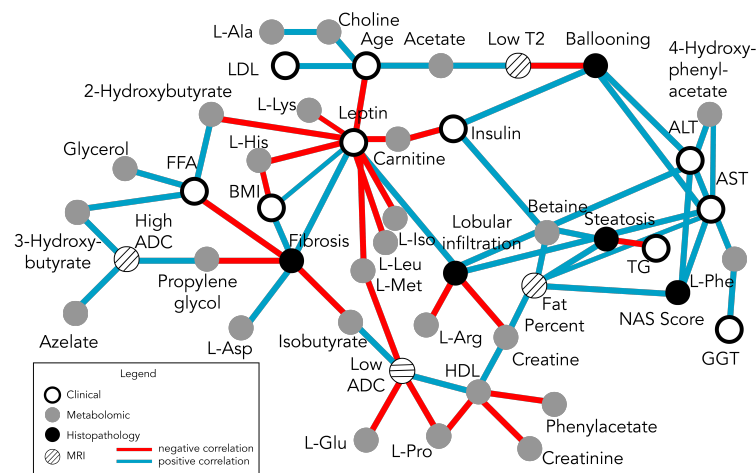 L-Ala
Choline
Age
Acetate
Low T2
Ballooning
4-Hydroxy-
phenyl-
acetate
LDL
2-Hydroxybutyrate
L-Lys
Leptin
Insulin
ALT
L-His
Carnitine
Glycerol
FFA
BMI
AST
Betaine
Steatosis
High
ADC
3-Hydroxy-
butyrate
Fibrosis
L-Iso
Lobular
infiltration
TG
L-Leu
L-Met
L-Phe
Propylene
glycol
Fat
Percent
NAS Score
Azelate
L-Asp
Isobutyrate
L-Arg
Creatine
GGT
Low
ADC
HDL
Phenylacetate
L-Glu
L-Pro
Creatinine
Legend
Clinical
Metabolomic
Histopathology
MRI
negative correlation
positive correlation